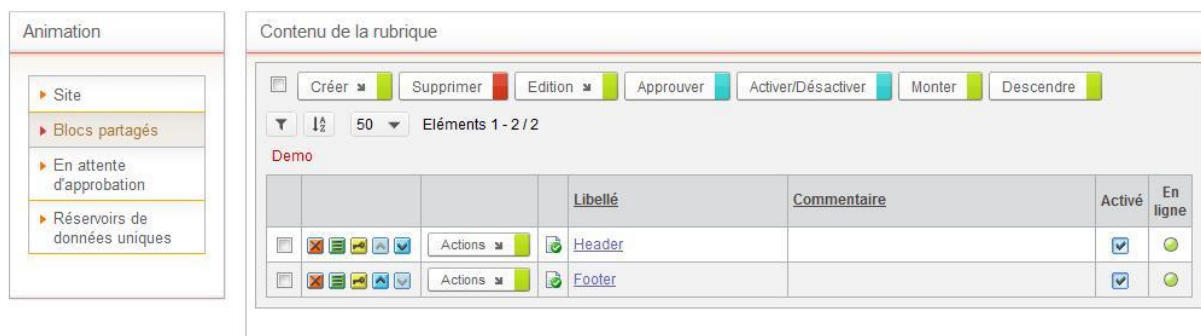 Animation
Site
Blocs partagés
En attente
d'approbation
Réservoirs de
données uniques
Contenu de la rubrique
Créer Supprimer Edition Approuver Activer/Désactiver Monter Descendre
50 Eléments 1 - 2 / 2
Demo
Libellé Commentaire Activé En ligne
Actions Header
Actions Footer